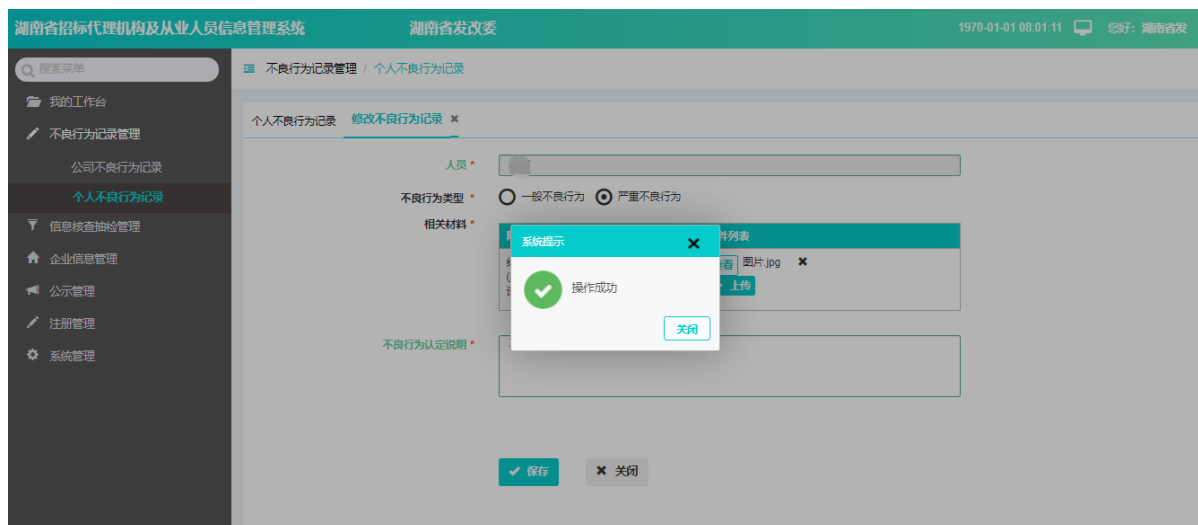 湖南省招标代理机构及从业人员信息管理系统
湖南省发改委
1970-01-01 08:01:11
您好: 湖南省发
搜索菜单
我的工作台
不良行为记录管理
公司不良行为记录
个人不良行为记录
信息核查抽检管理
企业信息管理
公示管理
注册管理
系统管理
不良行为记录管理 / 个人不良行为记录
个人不良行为记录 修改不良行为记录
人员 *
不良行为类型 * 一般不良行为 严重不良行为
相关材料 *
件列表
看 图片.jpg
上传
系统提示
操作成功
关闭
不良行为认定说明 *
保存 关闭